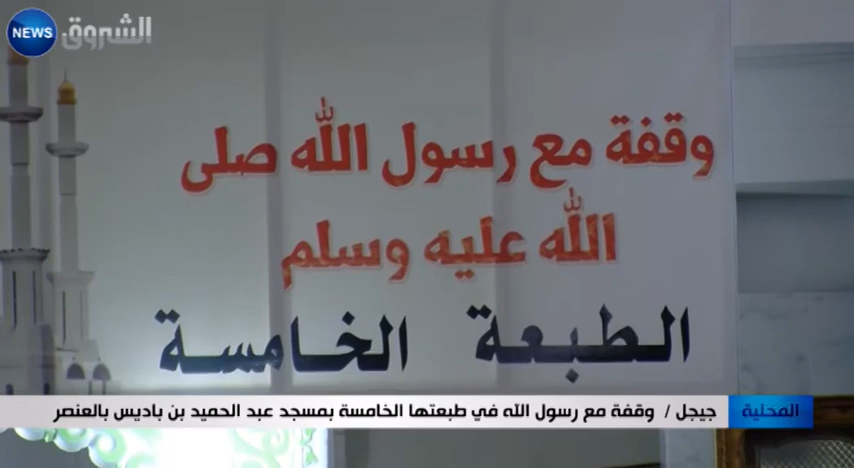 NEWS الشروق
وقفة مع رسول الله صلى
الله عليه وسلم
الطبعة الخامسة
المحلية جيجل / وقفة مع رسول الله في طبعتها الخامسة بمسجد عبد الحميد بن باديس بالعنصر